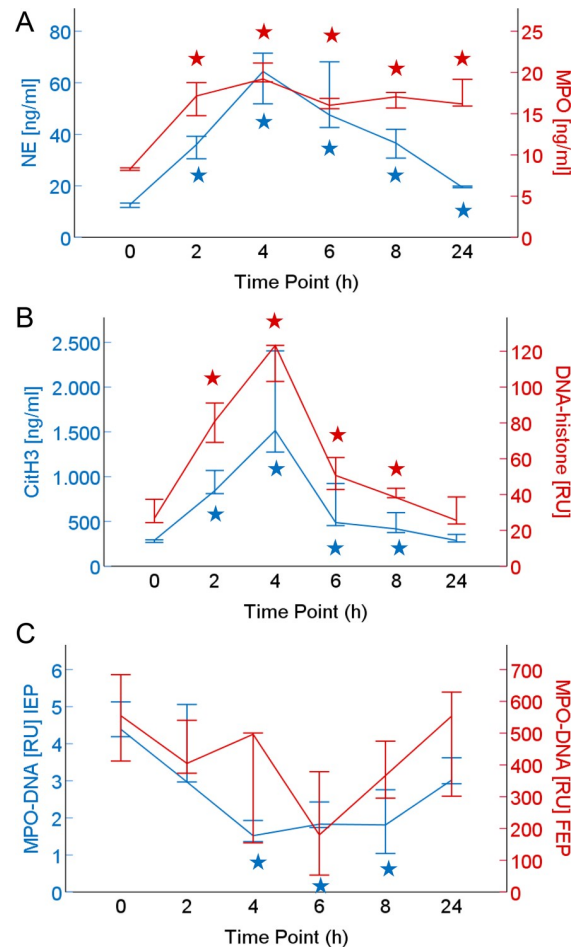 A
80
60
40
20
0
NE [ng/ml]
25
20
15
10
5
0
MPO [ng/ml]
0 2 4 6 8 24
Time Point (h)
B
2.500
2.000
1.500
1.000
500
0
CitH3 [ng/ml]
120
100
80
60
40
20
0
DNA-histone [RU]
0 2 4 6 8 24
Time Point (h)
C
6
5
4
3
2
1
0
MPO-DNA [RU] IEP
700
600
500
400
300
200
100
0
MPO-DNA [RU] FEP
0 2 4 6 8 24
Time Point (h)